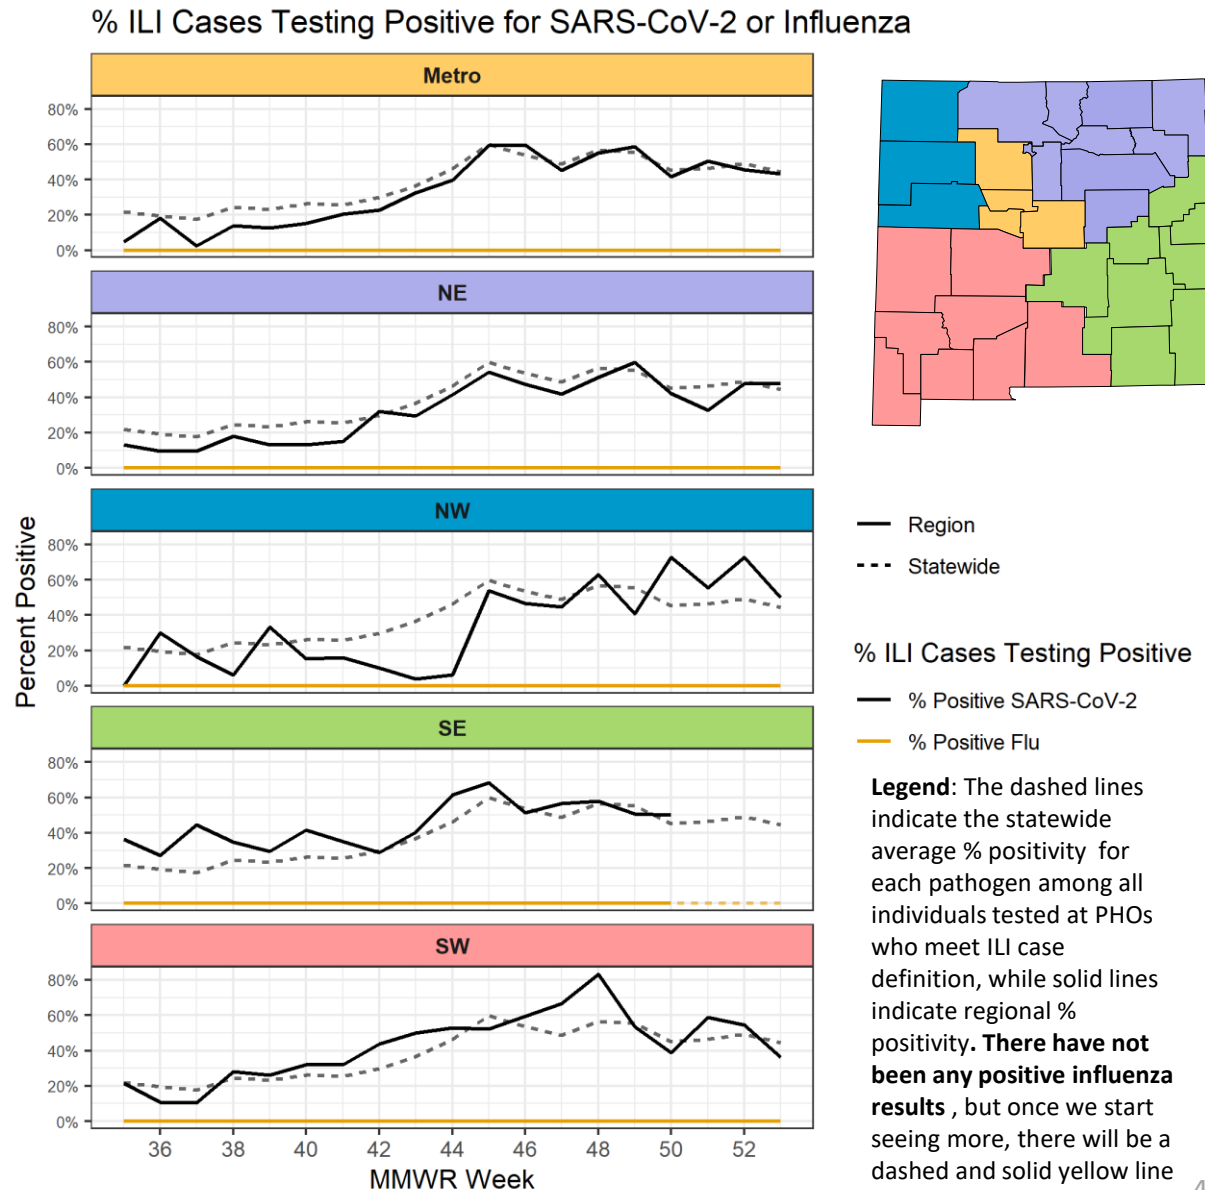 % ILI Cases Testing Positive for SARS-CoV-2 or Influenza
Metro
80%
60%
40%
20%
0%
NE
80%
60%
40%
20%
0%
NW
80%
60%
40%
20%
0%
SE
80%
60%
40%
20%
0%
SW
80%
60%
40%
20%
0%
36 38 40 42 44 46 48 50 52
MMWR Week
Percent Positive
Region
Statewide
% ILI Cases Testing Positive
% Positive SARS-CoV-2
% Positive Flu
Legend: The dashed lines
indicate the statewide
average % positivity for
each pathogen among all
individuals tested at PHOs
who meet ILI case
definition, while solid lines
indicate regional %
positivity. There have not
been any positive influenza
results , but once we start
seeing more, there will be a
dashed and solid yellow line